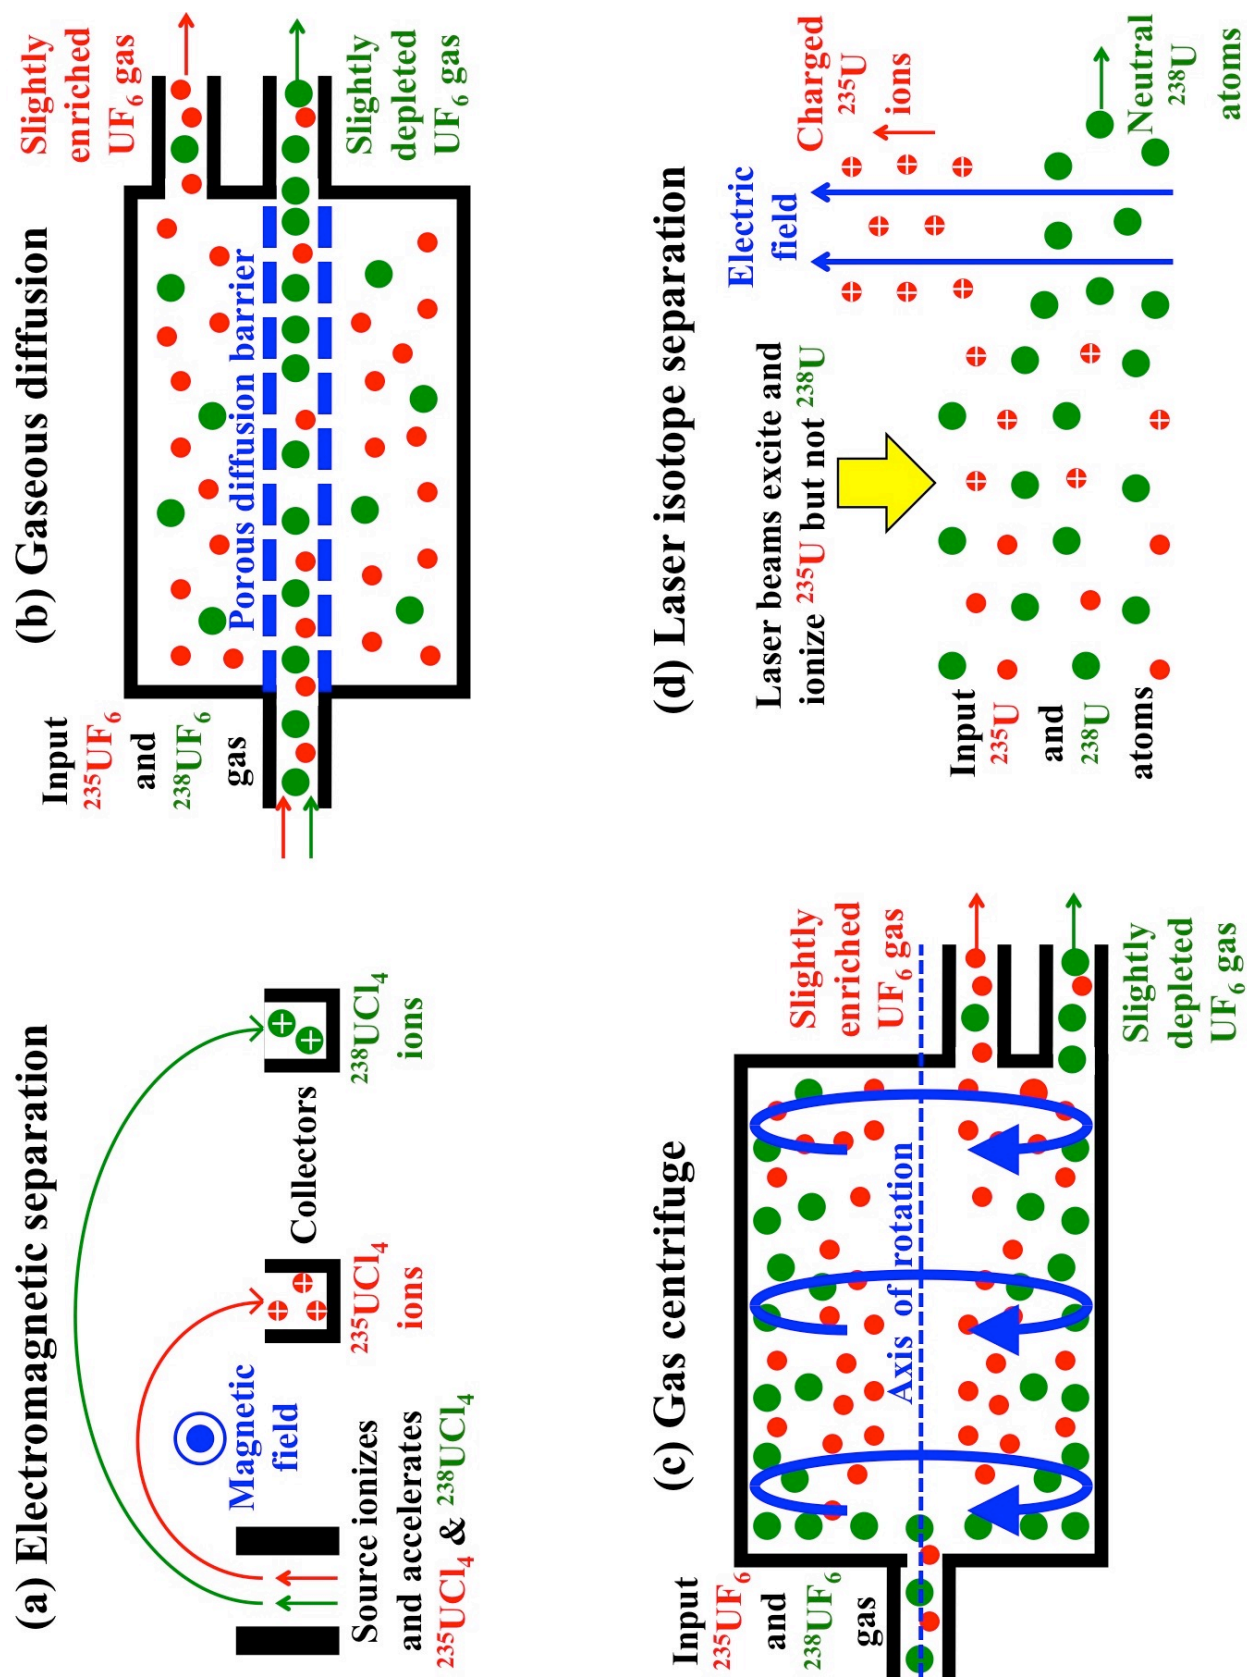 (a) Electromagnetic separation
Magnetic
field
Source ionizes
and accelerates
²³⁵UCl₄ & ²³⁸UCl₄
Collectors
²³⁵UCl₄
ions
²³⁸UCl₄
ions
(b) Gaseous diffusion
Input
²³⁵UF₆
and
²³⁸UF₆
gas
Porous diffusion barrier
Slightly
enriched
UF₆ gas
Slightly
depleted
UF₆ gas
(c) Gas centrifuge
Input
²³⁵UF₆
and
²³⁸UF₆
gas
Axis of rotation
Slightly
enriched
UF₆ gas
Slightly
depleted
UF₆ gas
(d) Laser isotope separation
Laser beams excite and
ionize ²³⁵U but not ²³⁸U
Input
²³⁵U
and
²³⁸U
atoms
Electric
field
Charged
²³⁵U
ions
Neutral
²³⁸U
atoms